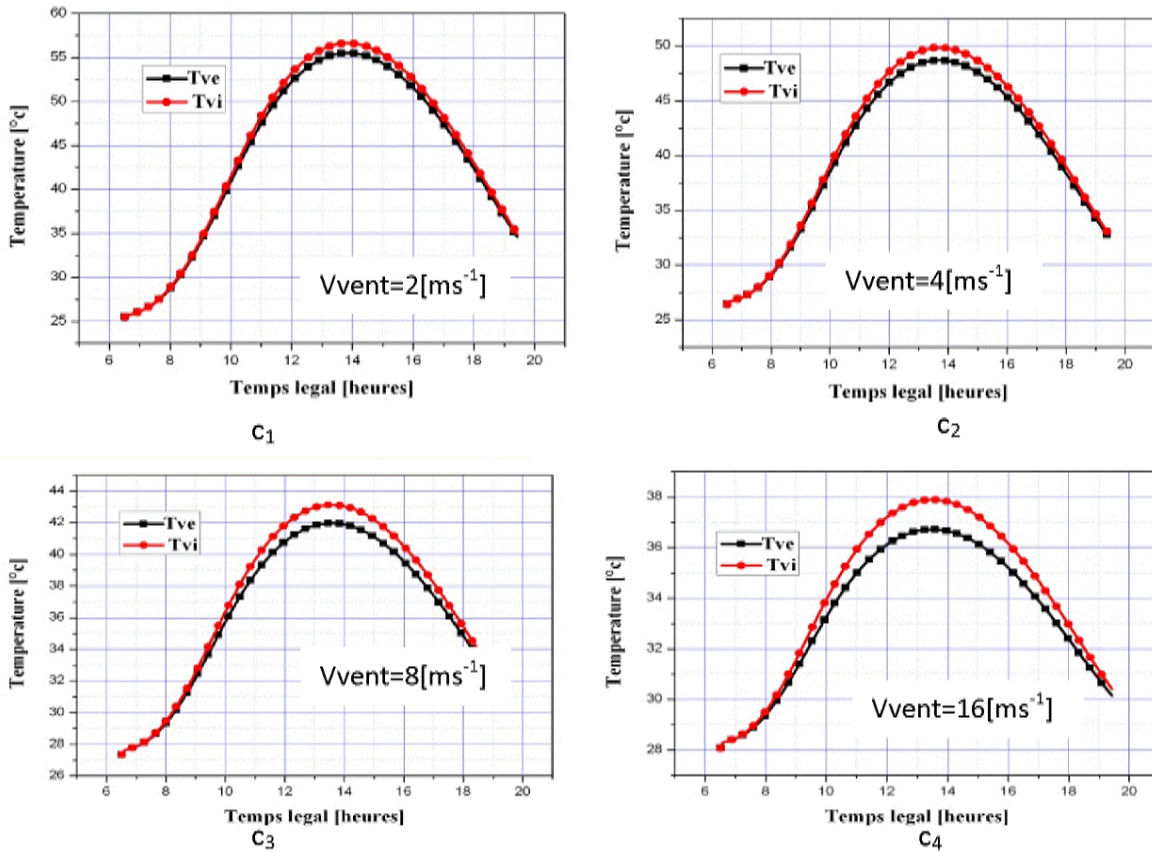 60
55
50
45
40
35
30
25
Temperature [°c]
Tve
Tvi
Vvent=2[ms-1]
6 8 10 12 14 16 18 20
Temps legal [heures]
c1
50
45
40
35
30
25
Temperature [°c]
Tve
Tvi
Vvent=4[ms-1]
6 8 10 12 14 16 18 20
Temps legal [heures]
c2
44
42
40
38
36
34
32
30
28
26
Temperature [°c]
Tve
Tvi
Vvent=8[ms-1]
6 8 10 12 14 16 18 20
Temps legal [heures]
c3
38
36
34
32
30
28
Temperature [°c]
Tve
Tvi
Vvent=16[ms-1]
6 8 10 12 14 16 18 20
Temps legal [heures]
c4